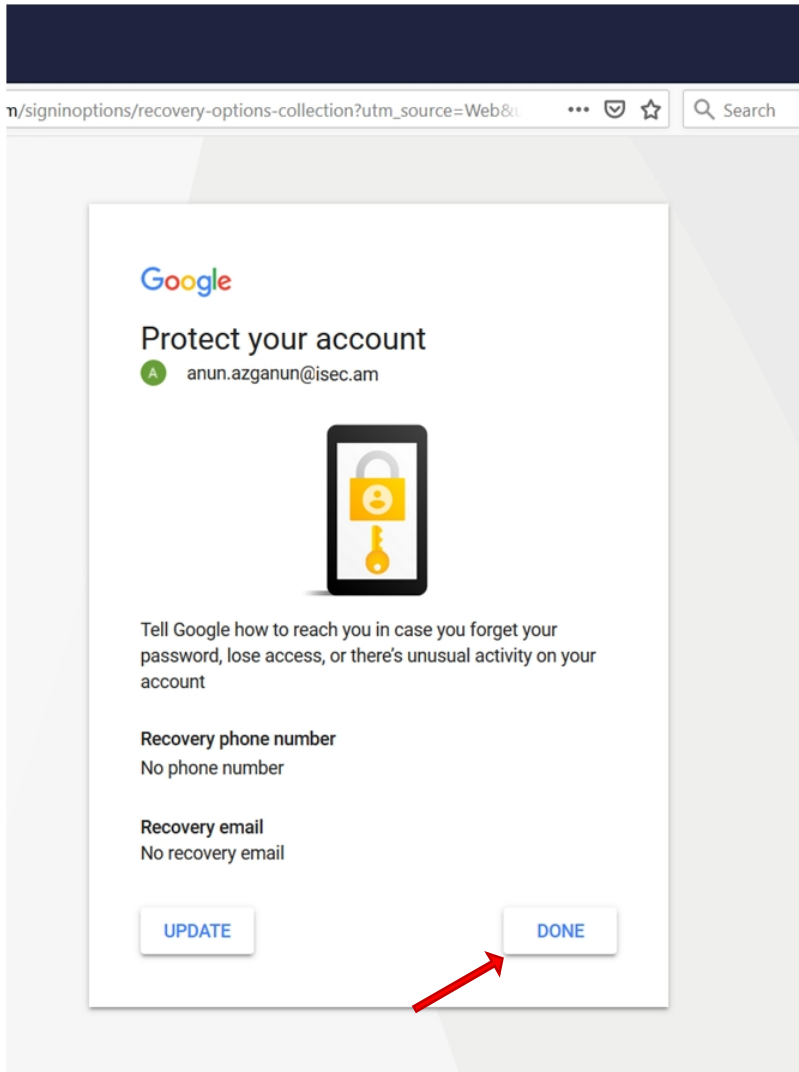 m/signinoptions/recovery-options-collection?utm_source=Web&
Search
Google
Protect your account
A anun.azganun@isec.am
Tell Google how to reach you in case you forget your
password, lose access, or there's unusual activity on your
account
Recovery phone number
No phone number
Recovery email
No recovery email
UPDATE DONE